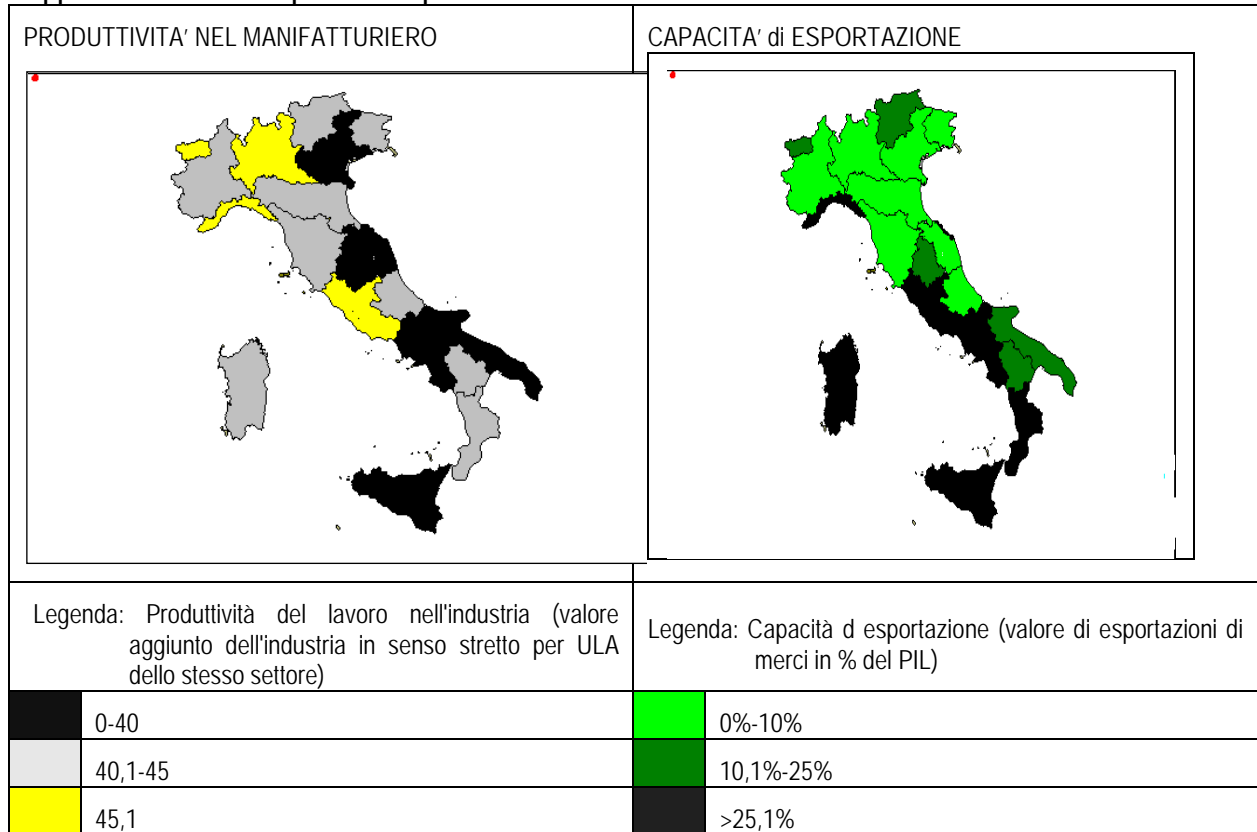 PRODUTTIVITA’ NEL MANIFATTURIERO
CAPACITA’ di ESPORTAZIONE
Legenda: Produttività del lavoro nell'industria (valore
aggiunto dell'industria in senso stretto per ULA
dello stesso settore)
Legenda: Capacità d esportazione (valore di esportazioni di
merci in % del PIL)
0-40
0%-10%
40,1-45
10,1%-25%
45,1
>25,1%